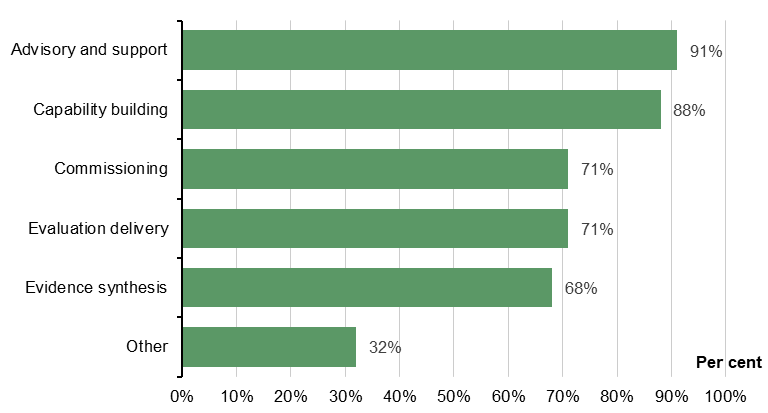 Advisory and support 91%
Capability building 88%
Commissioning 71%
Evaluation delivery 71%
Evidence synthesis 68%
Other 32%
Per cent
0% 10% 20% 30% 40% 50% 60% 70% 80% 90% 100%